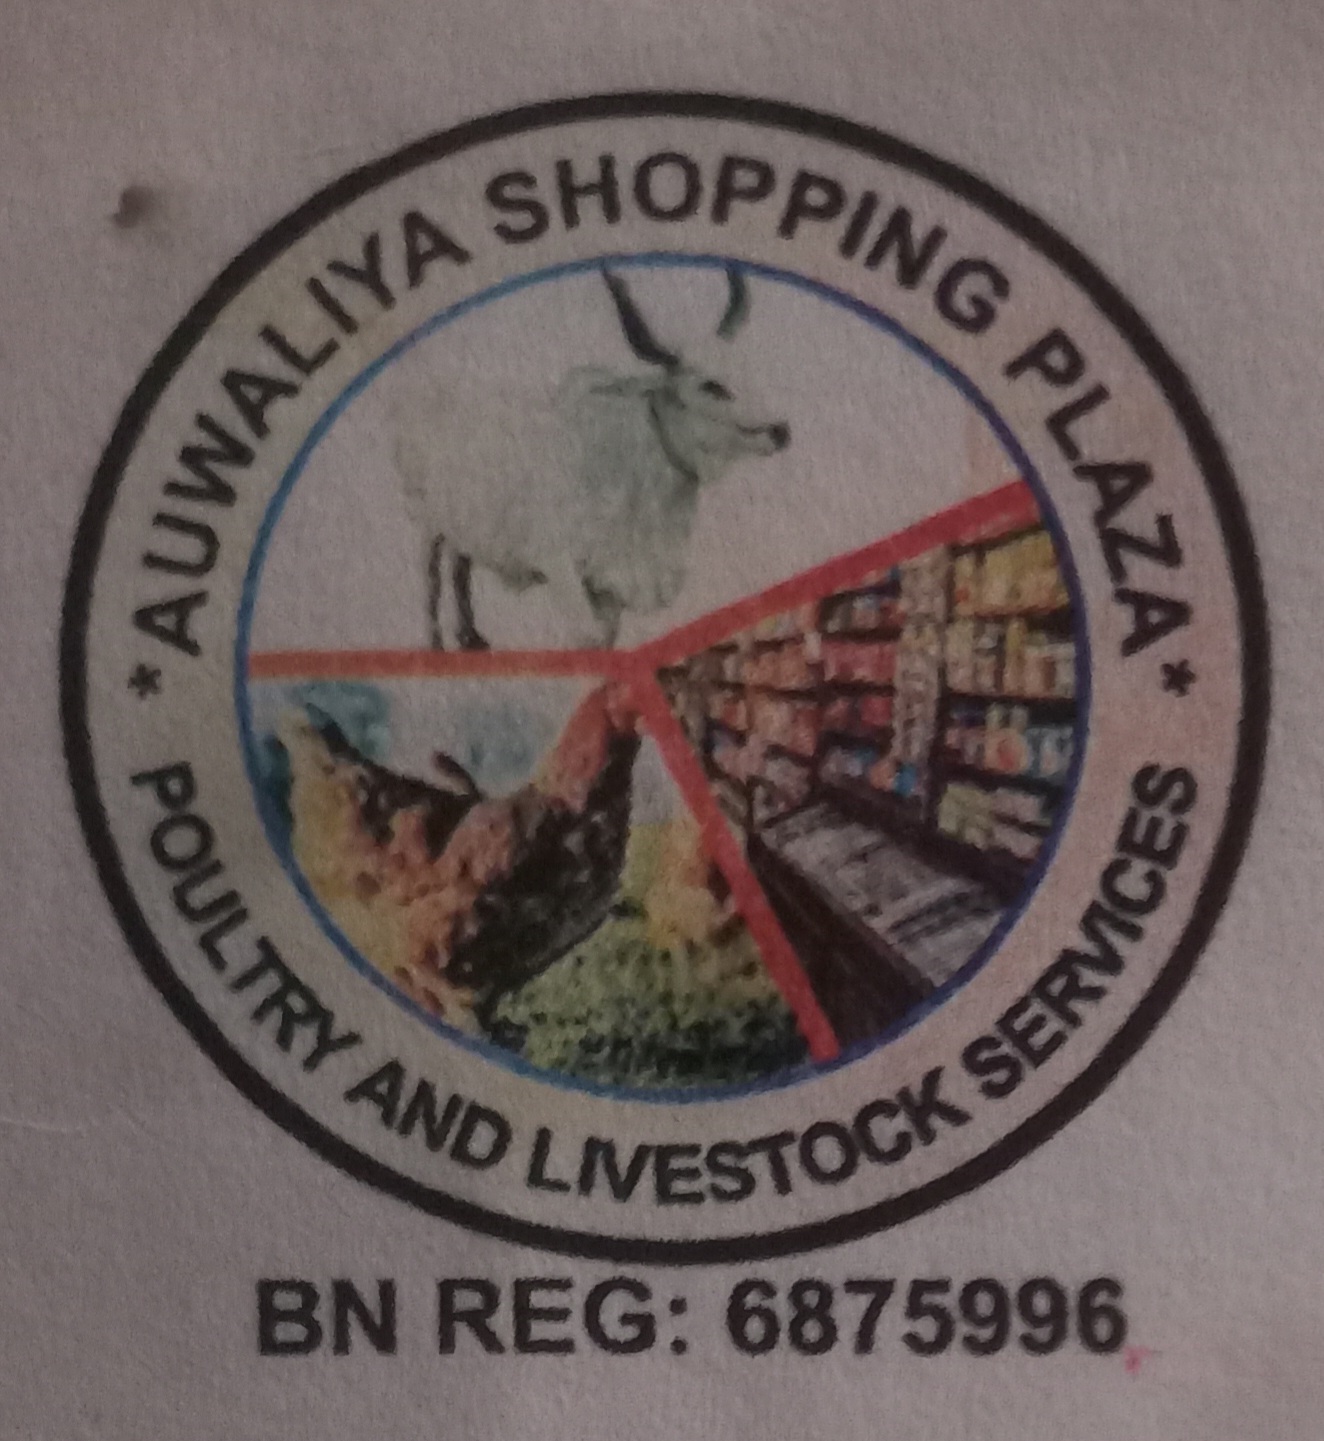 *AUWALIYA SHOPPING PLAZA*
POULTRY AND LIVESTOCK SERVICES
BN REG: 6875996